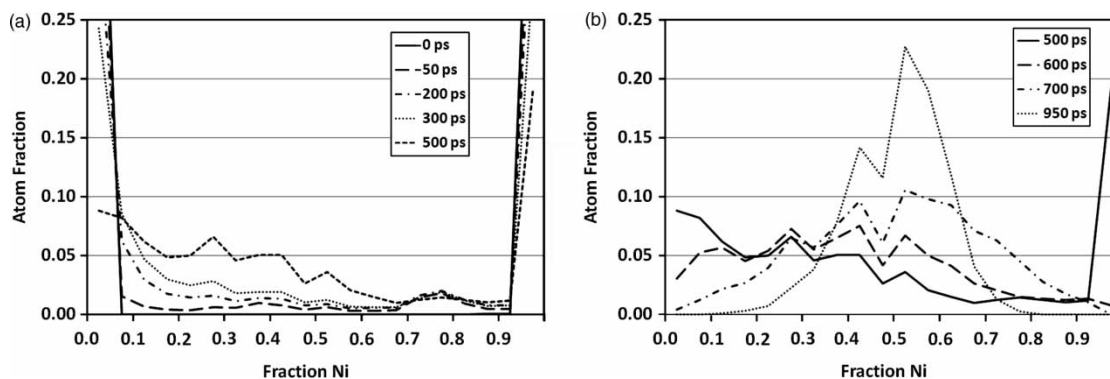 (a)
0.25
0.20
0.15
0.10
0.05
0.00
Atom Fraction
0 ps
50 ps
200 ps
300 ps
500 ps
0.0 0.1 0.2 0.3 0.4 0.5 0.6 0.7 0.8 0.9
Fraction Ni
(b)
0.25
0.20
0.15
0.10
0.05
0.00
Atom Fraction
500 ps
600 ps
700 ps
950 ps
0.0 0.1 0.2 0.3 0.4 0.5 0.6 0.7 0.8 0.9
Fraction Ni